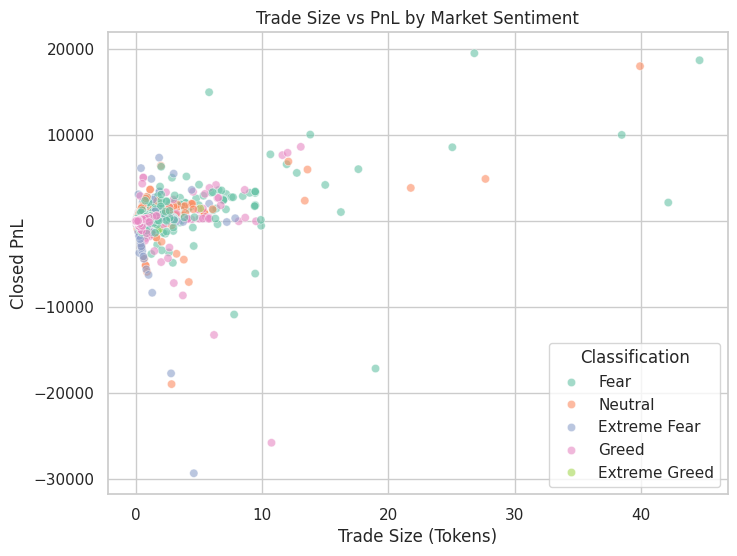 Trade Size vs PnL by Market Sentiment
20000
10000
0
−10000
−20000
−30000
Closed PnL
0 10 20 30 40
Trade Size (Tokens)
Classification
Fear
Neutral
Extreme Fear
Greed
Extreme Greed